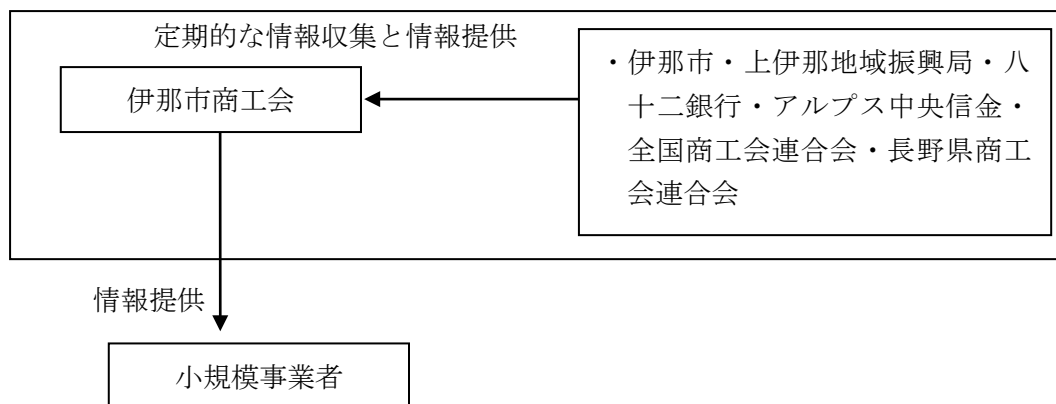 定期的な情報収集と情報提供
伊那市商工会
・伊那市・上伊那地域振興局・八
十二銀行・アルプス中央信金・
全国商工会連合会・長野県商工
会連合会
情報提供
小規模事業者